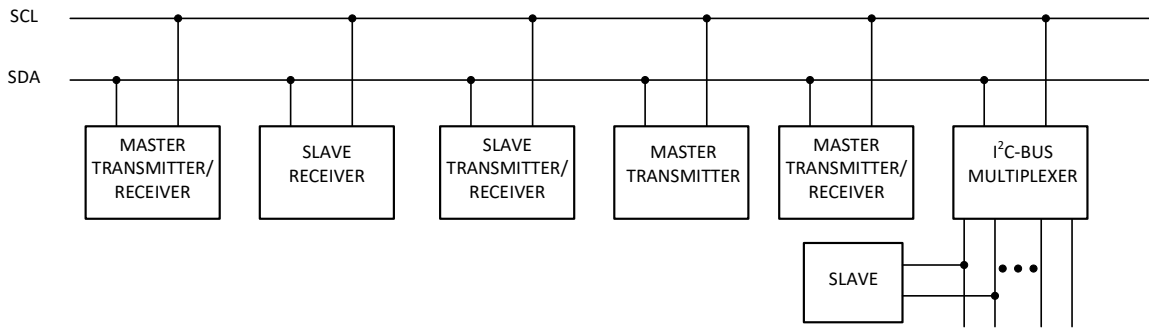 SCL
SDA
MASTER
TRANSMITTER/
RECEIVER
SLAVE
RECEIVER
SLAVE
TRANSMITTER/
RECEIVER
MASTER
TRANSMITTER
MASTER
TRANSMITTER/
RECEIVER
I²C-BUS
MULTIPLEXER
SLAVE